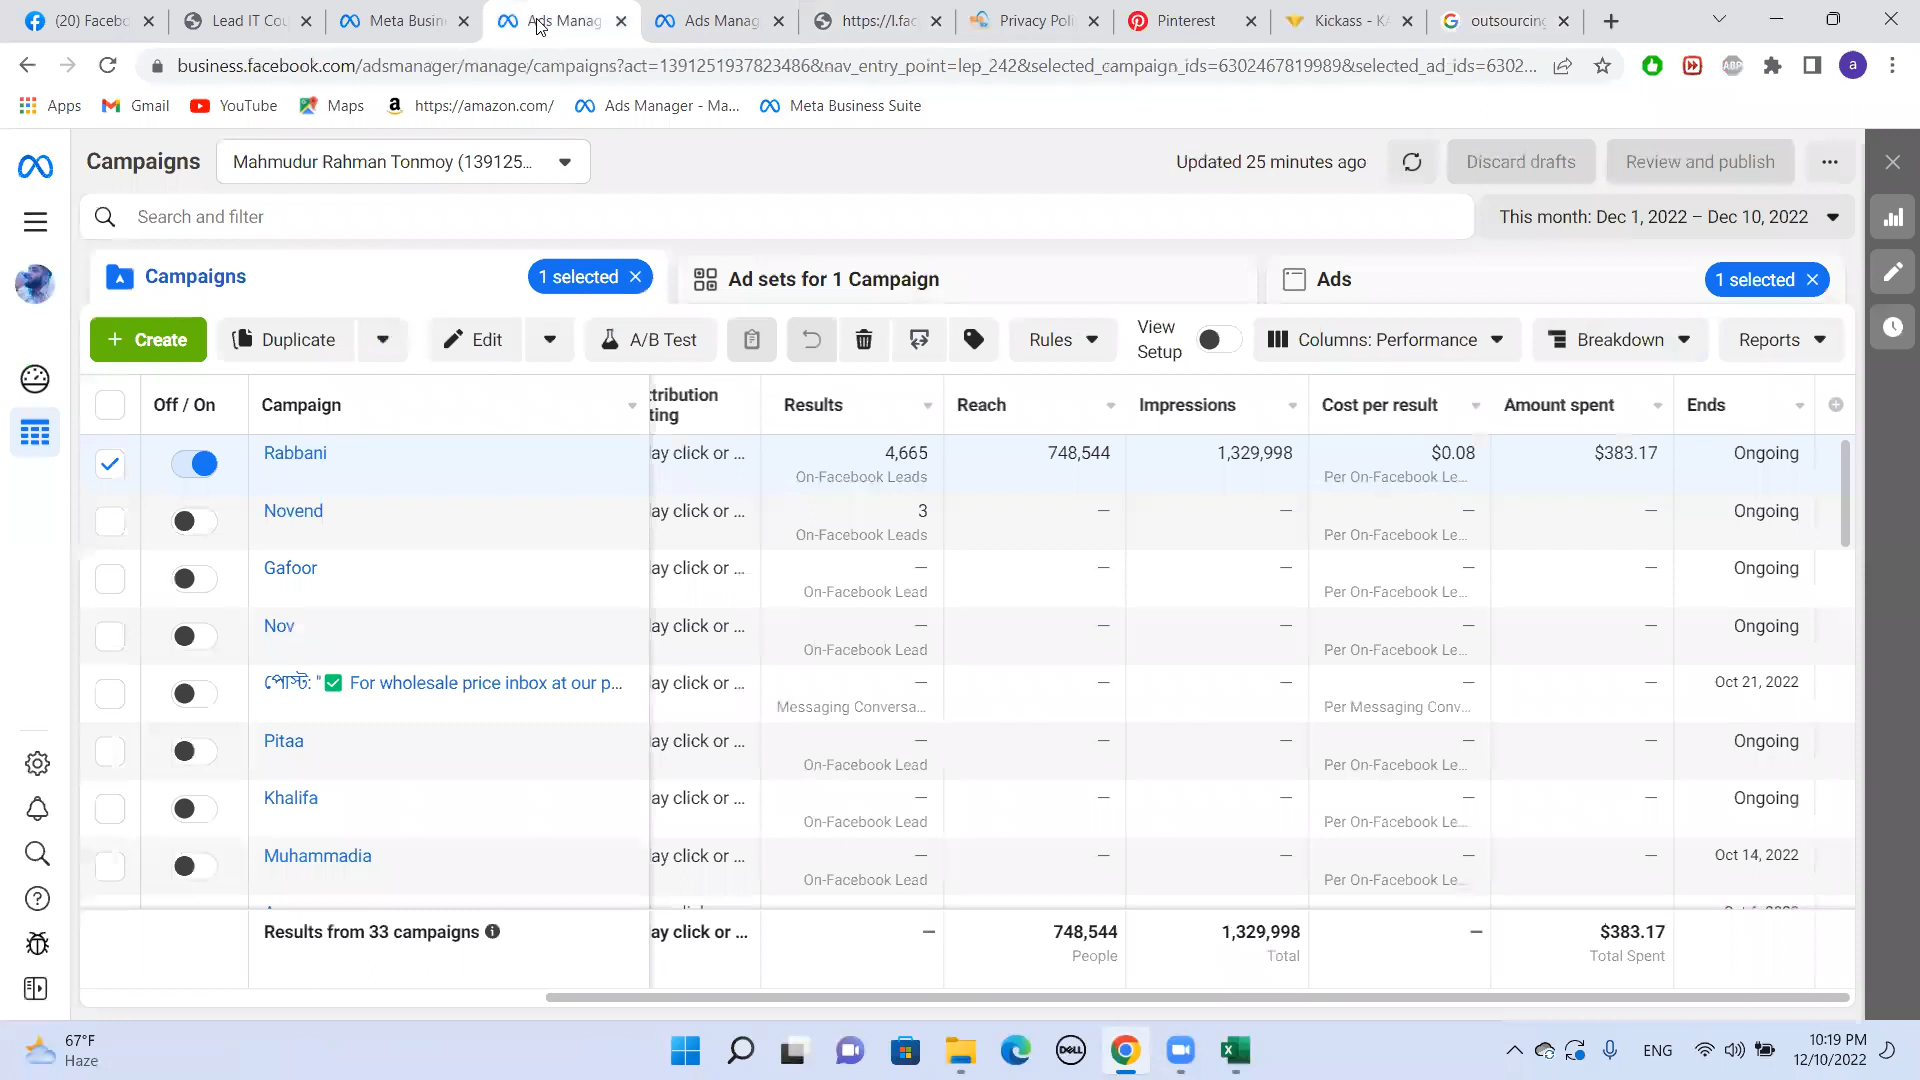 (20) Facebo
Lead IT Cou
Meta Busin
Ads Manag
Ads Manag
https://l.fac
Privacy Poli
Pinterest
Kickass - KA
outsourcing
business.facebook.com/adsmanager/manage/campaigns?act=1391251937823486&nav_entry_point=lep_242&selected_campaign_ids=6302467819989&selected_ad_ids=6302...
ABP
a
Apps
Gmail
YouTube
Maps
https://amazon.com/
Ads Manager - Ma...
Meta Business Suite
Campaigns
Mahmudur Rahman Tonmoy (139125...
Updated 25 minutes ago
Discard drafts
Review and publish
Search and filter
This month: Dec 1, 2022 – Dec 10, 2022
Campaigns
1 selected
Ad sets for 1 Campaign
Ads
1 selected
+ Create
Duplicate
Edit
A/B Test
Rules
View Setup
Columns: Performance
Breakdown
Reports
Off / On
Campaign
ttribution
ting
Results
Reach
Impressions
Cost per result
Amount spent
Ends
Rabbani
ay click or ...
4,665
748,544
1,329,998
$0.08
$383.17
Ongoing
On-Facebook Leads
Per On-Facebook Le...
Novend
ay click or ...
3
—
—
—
—
Ongoing
On-Facebook Leads
Per On-Facebook Le...
Gafoor
ay click or ...
—
—
—
—
—
Ongoing
On-Facebook Lead
Per On-Facebook Le...
Nov
ay click or ...
—
—
—
—
—
Ongoing
On-Facebook Lead
Per On-Facebook Le...
পোস্ট: "✅ For wholesale price inbox at our p...
ay click or ...
—
—
—
—
—
Oct 21, 2022
Messaging Conversa...
Per Messaging Conv...
Pitaa
ay click or ...
—
—
—
—
—
Ongoing
On-Facebook Lead
Per On-Facebook Le...
Khalifa
ay click or ...
—
—
—
—
—
Ongoing
On-Facebook Lead
Per On-Facebook Le...
Muhammadia
ay click or ...
—
—
—
—
—
Oct 14, 2022
On-Facebook Lead
Per On-Facebook Le...
Results from 33 campaigns
ay click or ...
—
748,544
1,329,998
—
$383.17
People
Total
Total Spent
67°F
Haze
DELL
ENG
10:19 PM
12/10/2022